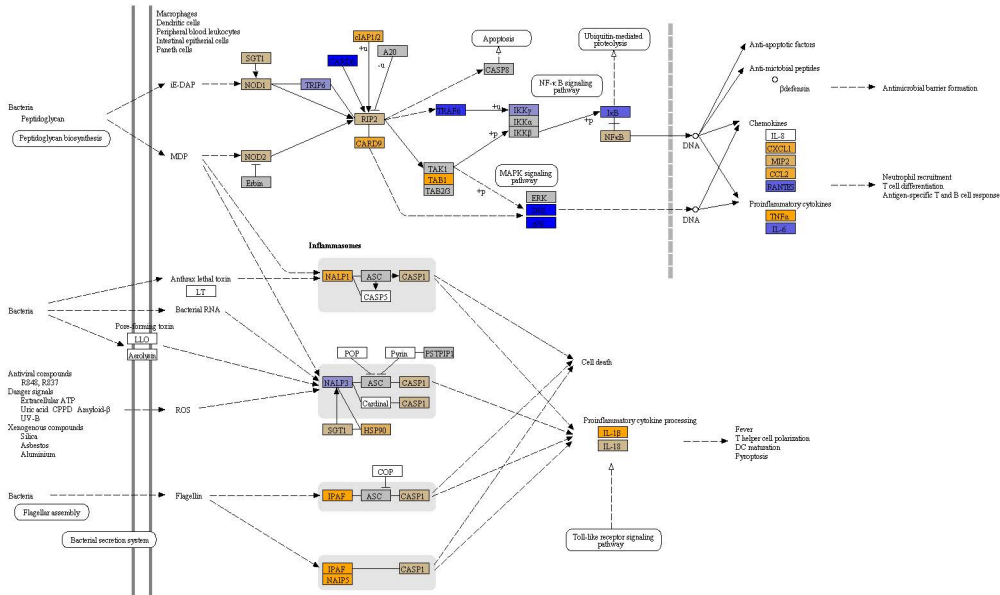 Macrophages
Dendritic cells
Peripheral blood leukocytes
Intestinal epitherial cells
Paneth cells
cIAP1/2
+u
A20
-u
SGT1
iE-DAP
NOD1
TRIP6
RIP2
CARD9
Apoptosis
CASP8
Ubiquitin-mediated
proteolysis
NF-κ B signaling
pathway
TRAF6
+u
IKKγ
IKKα
IKKβ
+p
+p
IκB
NFκB
DNA
Anti-apoptotic factors
Anti-mictobial peptides
βdefensin
Antimicrobial barrier formation
Chemokines
IL-8
CXCL1
MIP2
CCL2
RANTES
Neutrophil recruitment
T cell differentiation
Antigen-specific T and B cell response
Proinflammatory cytokines
TNFα
IL-6
Bacteria
Peptidoglycan
Peptidoglycan biosynthesis
MDP
NOD2
Erbin
TAK1
TAB1
TAB2/3
MAPK signaling
pathway
+p
ERK
DNA
Inflammasomes
NALP1
ASC
CASP1
CASP5
Anthrax lethal toxin
LT
Bacteria
Bacterial RNA
Pore-forming toxin
LLO
Aerolysin
POP
Pyrin
PSTPIP1
NALP3
ASC
CASP1
Cardinal
CASP1
SGT1
HSP90
Cell death
Antiviral compounds
R848, R837
Danger signals
Extracellular ATP
Uric acid CPPD Amyloid-β
UV-B
Xenogenous compounds
Silica
Asbestos
Aluminium
ROS
Proinflammatory cytokine processing
IL-1β
IL-18
Fever
T helper cell polarization
DC maturation
Pyroptosis
COP
Bacteria
Flagellin
IPAF
ASC
CASP1
Flagellar assembly
Bacterial secretion system
Toll-like receptor signaling
pathway
IPAF
CASP1
NAIP5